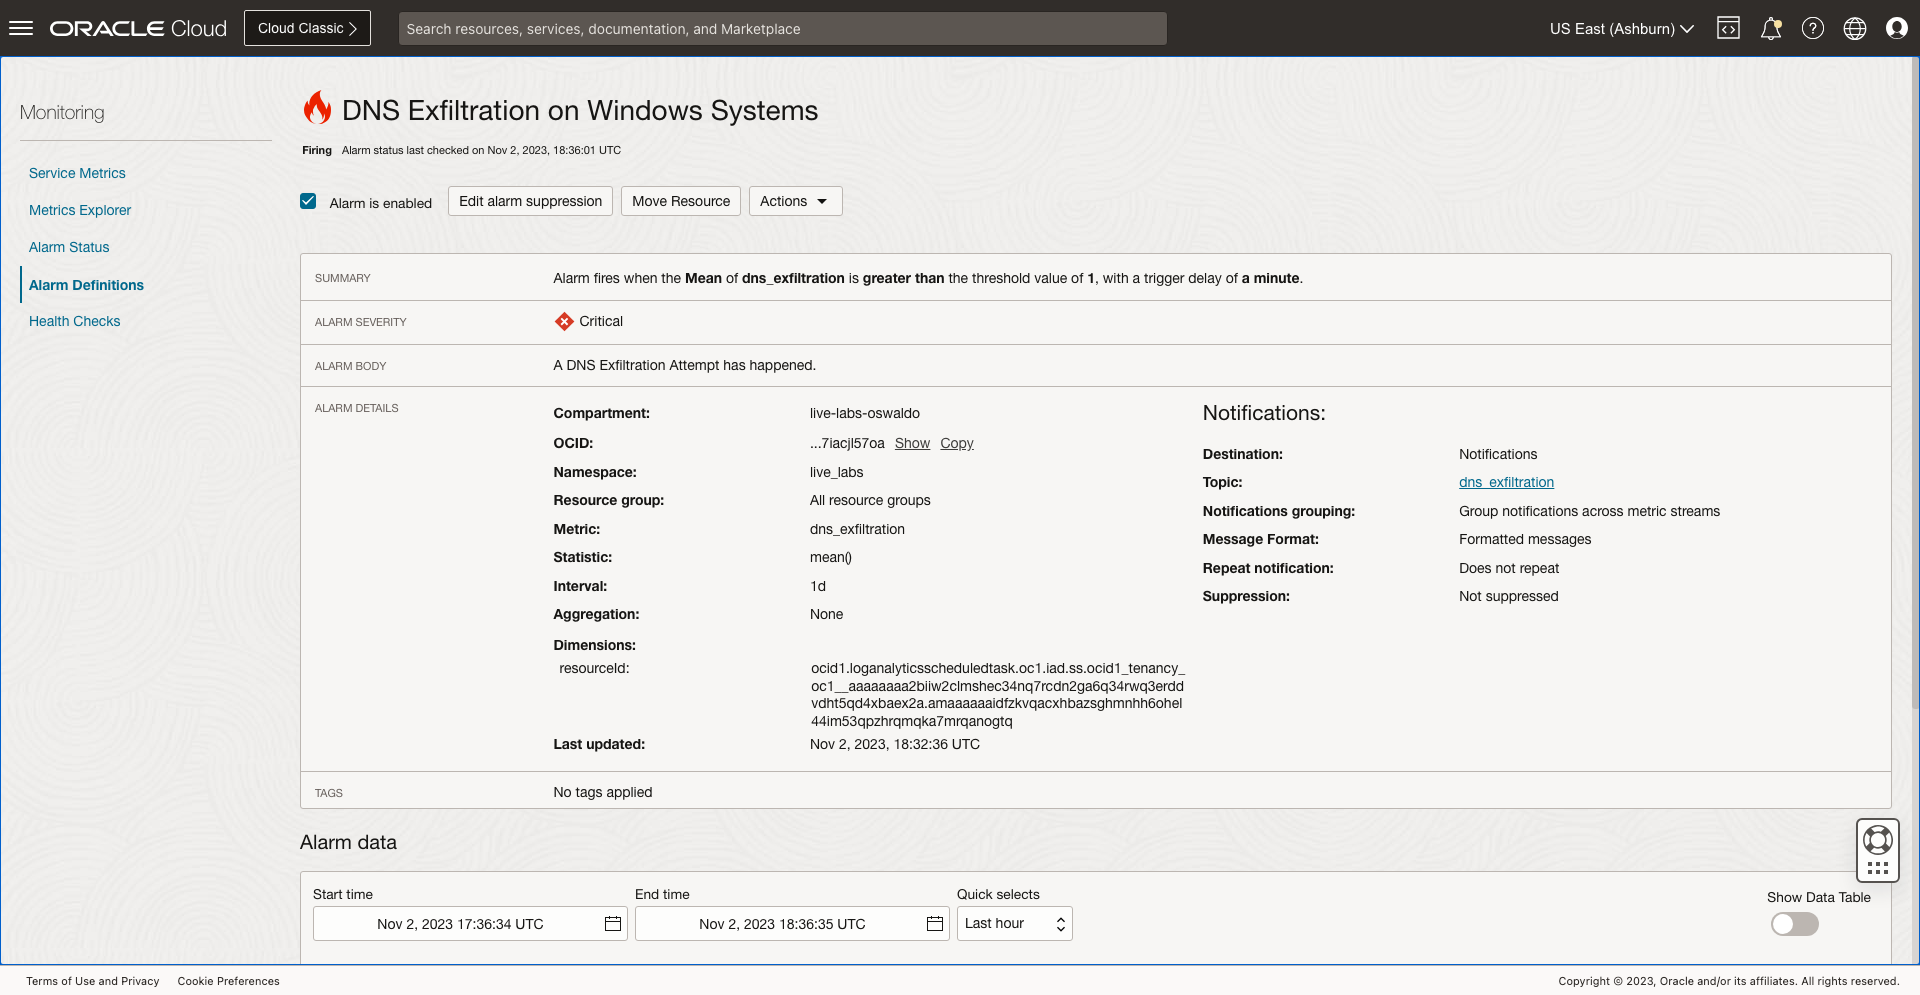 ORACLE Cloud
Cloud Classic
Search resources, services, documentation, and Marketplace
US East (Ashburn)
Monitoring
Service Metrics
Metrics Explorer
Alarm Status
Alarm Definitions
Health Checks
DNS Exfiltration on Windows Systems
Firing Alarm status last checked on Nov 2, 2023, 18:36:01 UTC
Alarm is enabled
Edit alarm suppression
Move Resource
Actions
SUMMARY
Alarm fires when the Mean of dns_exfiltration is greater than the threshold value of 1, with a trigger delay of a minute.
ALARM SEVERITY
Critical
ALARM BODY
A DNS Exfiltration Attempt has happened.
ALARM DETAILS
Compartment: live-labs-oswaldo
OCID: ...7iacjl57oa Show Copy
Namespace: live_labs
Resource group: All resource groups
Metric: dns_exfiltration
Statistic: mean()
Interval: 1d
Aggregation: None
Dimensions:
resourceId: ocid1.loganalyticsscheduledtask.oc1.iad.ss.ocid1_tenancy_
oc1__aaaaaaaa2biiw2clmshec34nq7rcdn2ga6q34rwq3erdd
vdht5qd4xbaex2a.amaaaaaaidfzkvqacxhbazsghmnhh6ohel
44im53qpzhrqmqka7mrqanogtq
Last updated: Nov 2, 2023, 18:32:36 UTC
Notifications:
Destination: Notifications
Topic: dns_exfiltration
Notifications grouping: Group notifications across metric streams
Message Format: Formatted messages
Repeat notification: Does not repeat
Suppression: Not suppressed
TAGS
No tags applied
Alarm data
Start time
Nov 2, 2023 17:36:34 UTC
End time
Nov 2, 2023 18:36:35 UTC
Quick selects
Last hour
Show Data Table
Terms of Use and Privacy
Cookie Preferences
Copyright © 2023, Oracle and/or its affiliates. All rights reserved.